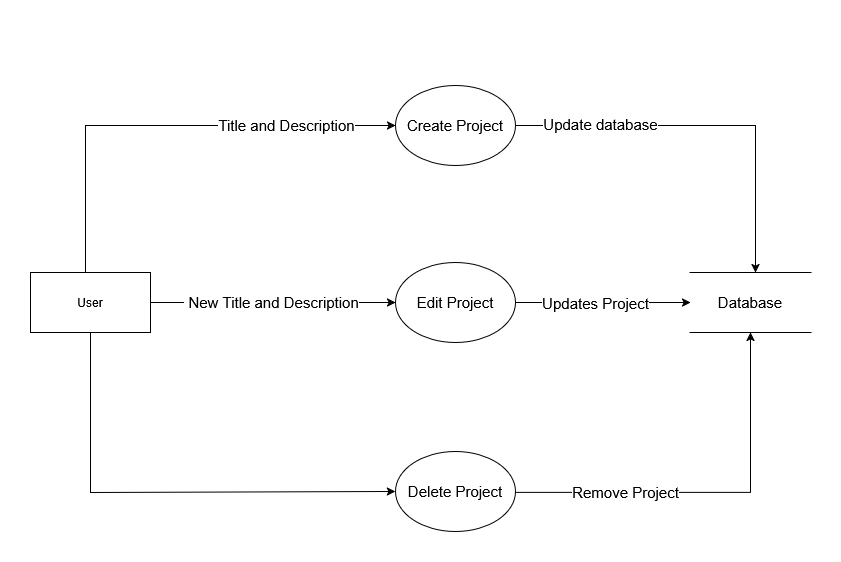 Title and Description
Create Project
Update database
User
New Title and Description
Edit Project
Updates Project
Database
Delete Project
Remove Project